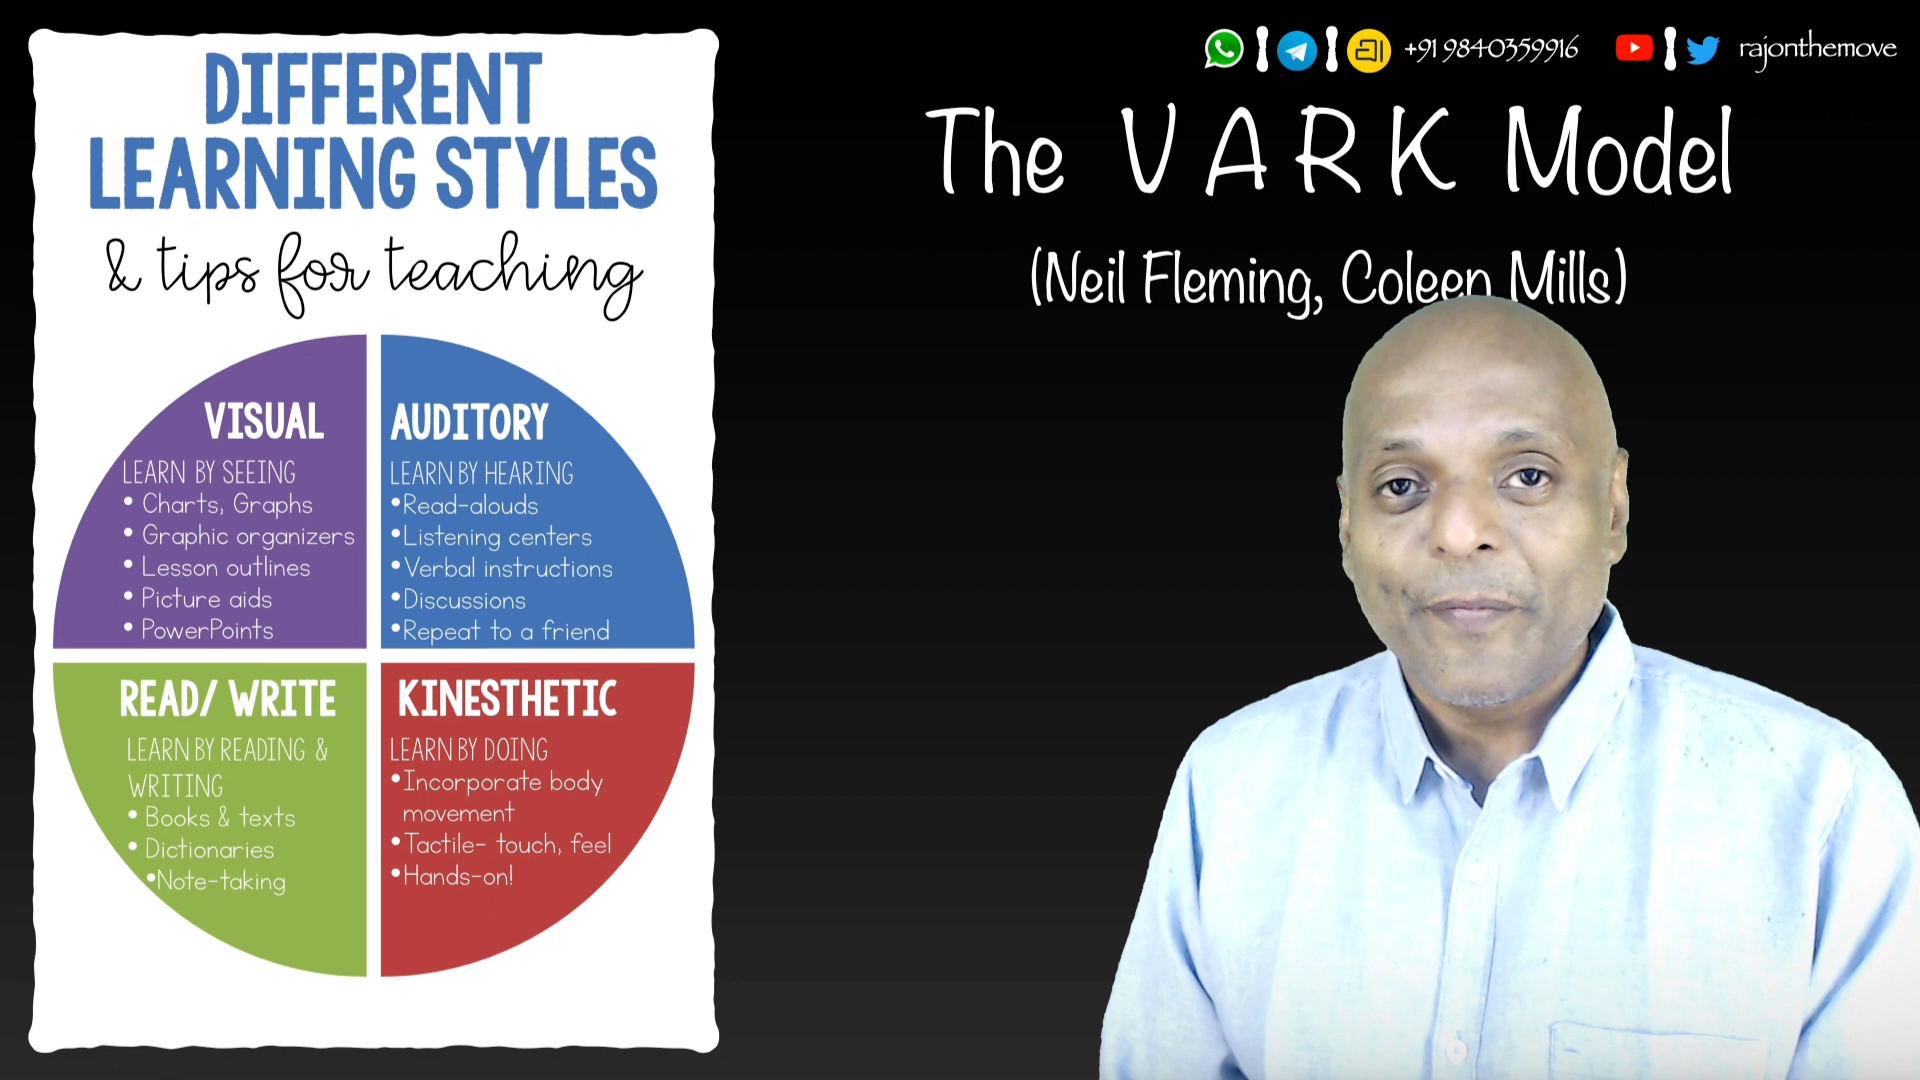 DIFFERENT
LEARNING STYLES
& tips for teaching
VISUAL
LEARN BY SEEING
• Charts, Graphs
• Graphic organizers
• Lesson outlines
• Picture aids
• PowerPoints
AUDITORY
LEARN BY HEARING
•Read-alouds
•Listening centers
•Verbal instructions
•Discussions
•Repeat to a friend
READ/ WRITE
LEARN BY READING &
WRITING
• Books & texts
• Dictionaries
•Note-taking
KINESTHETIC
LEARN BY DOING
•Incorporate body
movement
•Tactile- touch, feel
•Hands-on!
+91 9840359916 rajonthemove
The V A R K Model
(Neil Fleming, Coleen Mills)